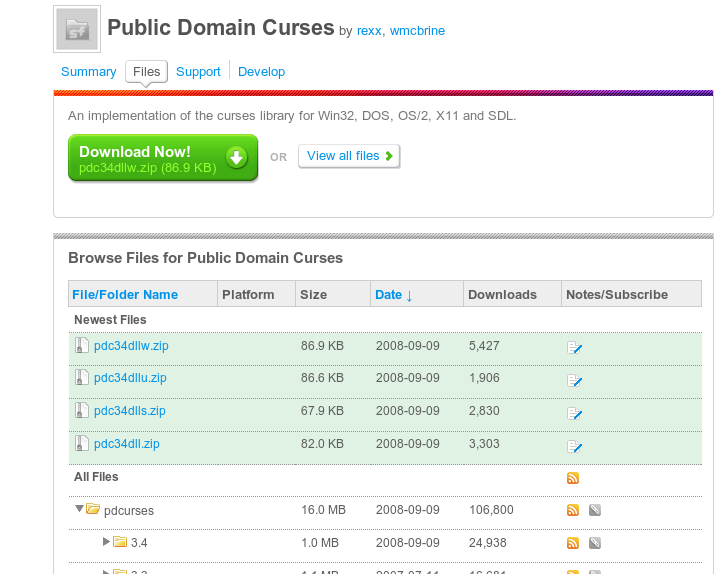 Public Domain Curses by rexx, wmcbrine
Summary Files Support Develop
An implementation of the curses library for Win32, DOS, OS/2, X11 and SDL.
Download Now!
pdc34dllw.zip (86.9 KB)
OR View all files
Browse Files for Public Domain Curses
File/Folder Name Platform Size Date ↓ Downloads Notes/Subscribe
Newest Files
pdc34dllw.zip 86.9 KB 2008-09-09 5,427
pdc34dllu.zip 86.6 KB 2008-09-09 1,906
pdc34dlls.zip 67.9 KB 2008-09-09 2,830
pdc34dll.zip 82.0 KB 2008-09-09 3,303
All Files
pdcurses 16.0 MB 2008-09-09 106,800
3.4 1.0 MB 2008-09-09 24,938